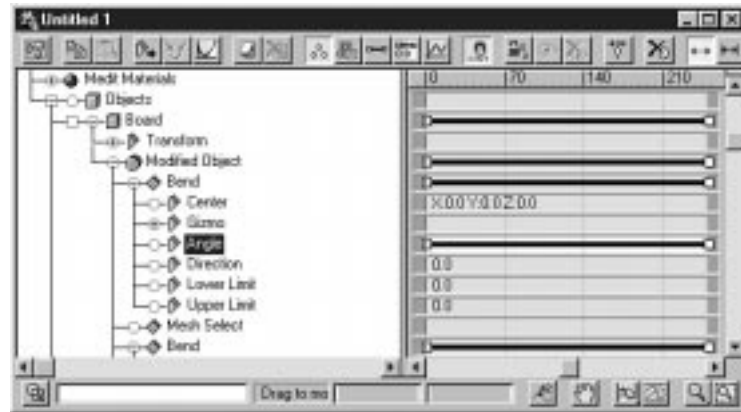 Untitled 1
0 70 140 210
Medit Materials
Objects
Board
Transform
Modified Object
Bend
Center X:0.0 Y:0.0 Z:0.0
Gizmo
Angle
Direction 0.0
Lower Limit 0.0
Upper Limit 0.0
Mesh Select
Bend
Drag to mo